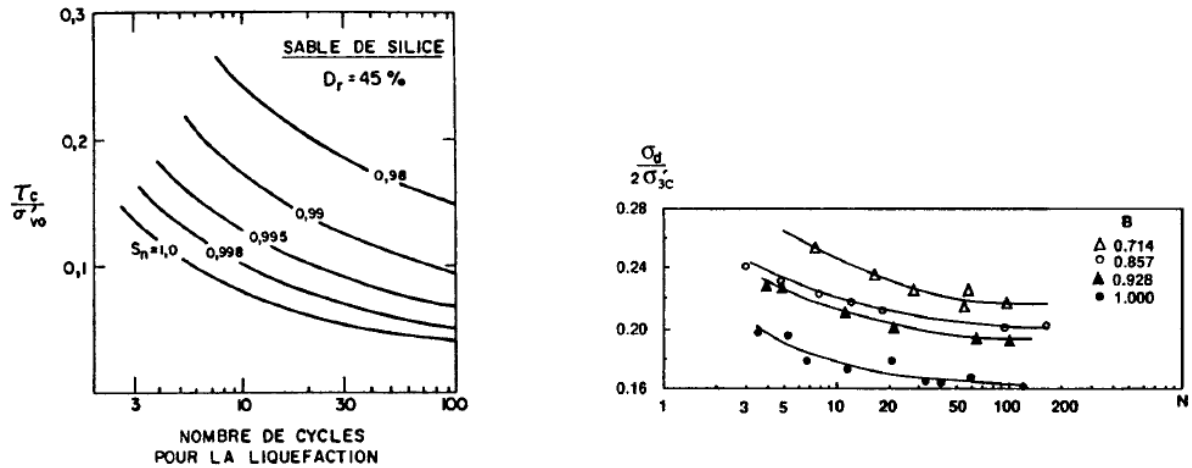 0,3
SABLE DE SILICE
Dr = 45 %
0,2
τc
σ'vo
0,1
0,98
0,99
0,995
0,998
Sn=1,0
3 10 30 100
NOMBRE DE CYCLES
POUR LA LIQUEFACTION
σd
2 σ'3C
0.28
0.24
0.20
0.16
B
△ 0.714
○ 0.857
▲ 0.928
● 1.000
1 3 5 10 20 50 100 200 N